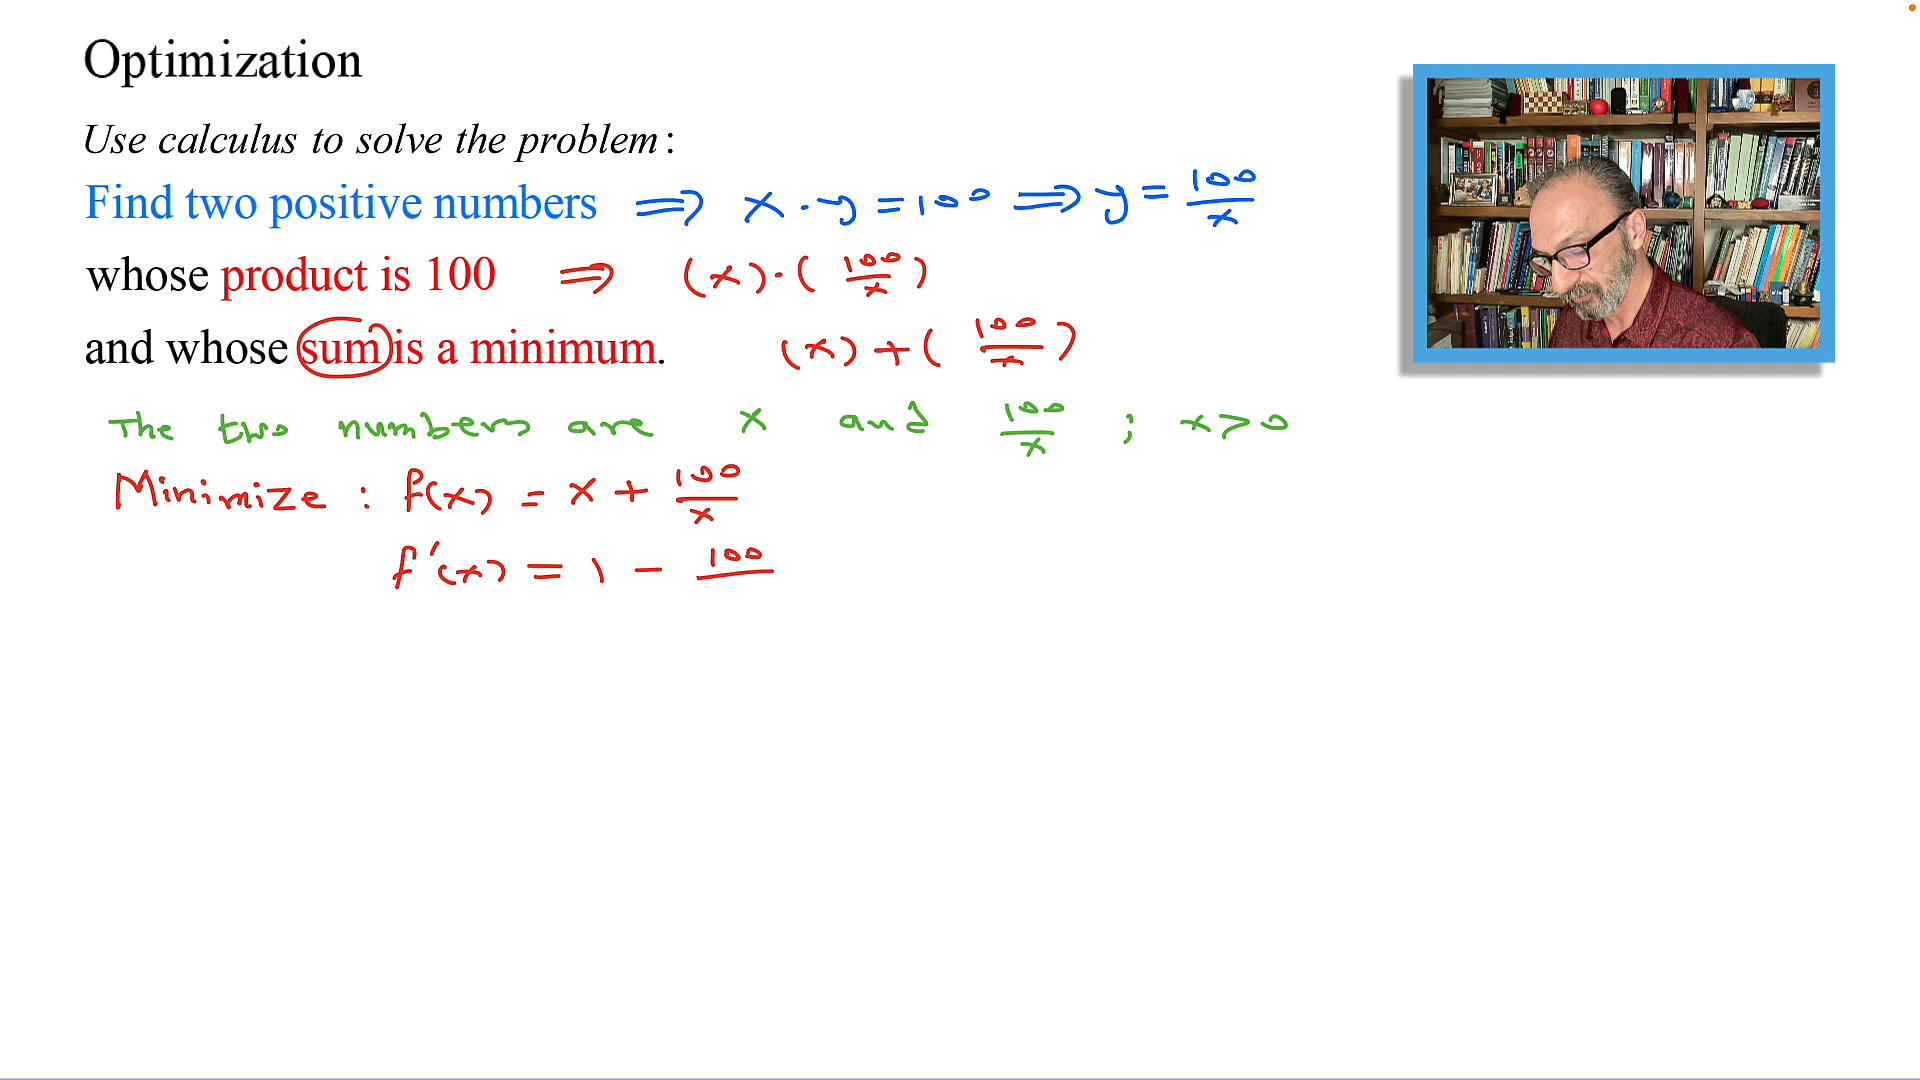 Optimization
Use calculus to solve the problem:
Find two positive numbers ⟹ x · y = 100 ⟹ y = 100/x
whose product is 100 ⟹ (x) · (100/x)
and whose sum is a minimum. (x) + (100/x)
The two numbers are x and 100/x ; x > 0
Minimize : f(x) = x + 100/x
f'(x) = 1 - 100/